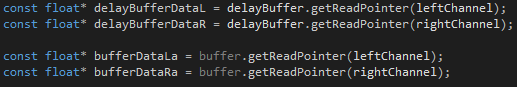 const float* delayBufferDataL = delayBuffer.getReadPointer(leftChannel);
const float* delayBufferDataR = delayBuffer.getReadPointer(rightChannel);
const float* bufferDataLa = buffer.getReadPointer(leftChannel);
const float* bufferDataRa = buffer.getReadPointer(rightChannel);